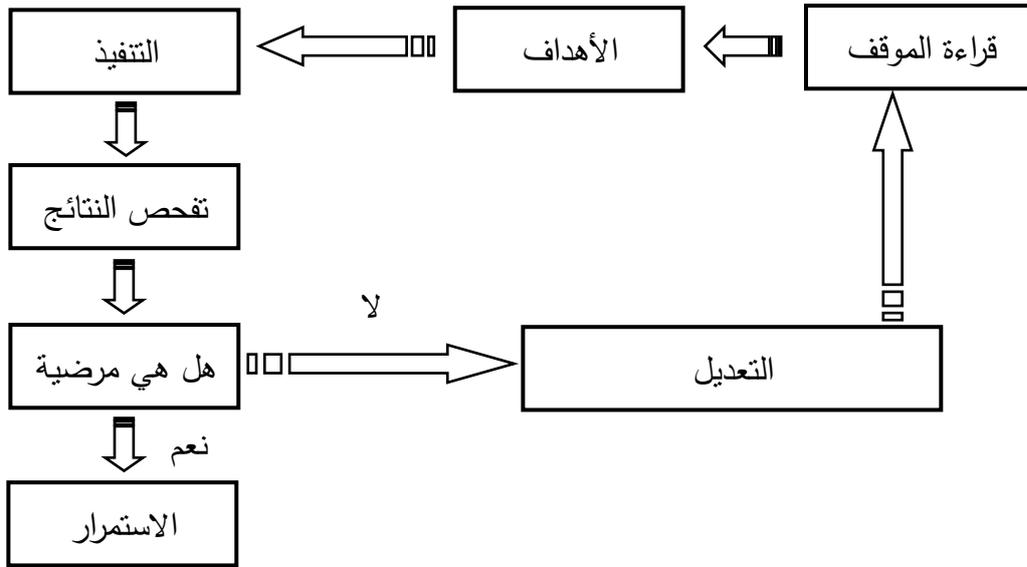 قراءة الموقف
الأهداف
التنفيذ
تفحص النتائج
هل هي مرضية
لا
التعديل
نعم
الاستمرار